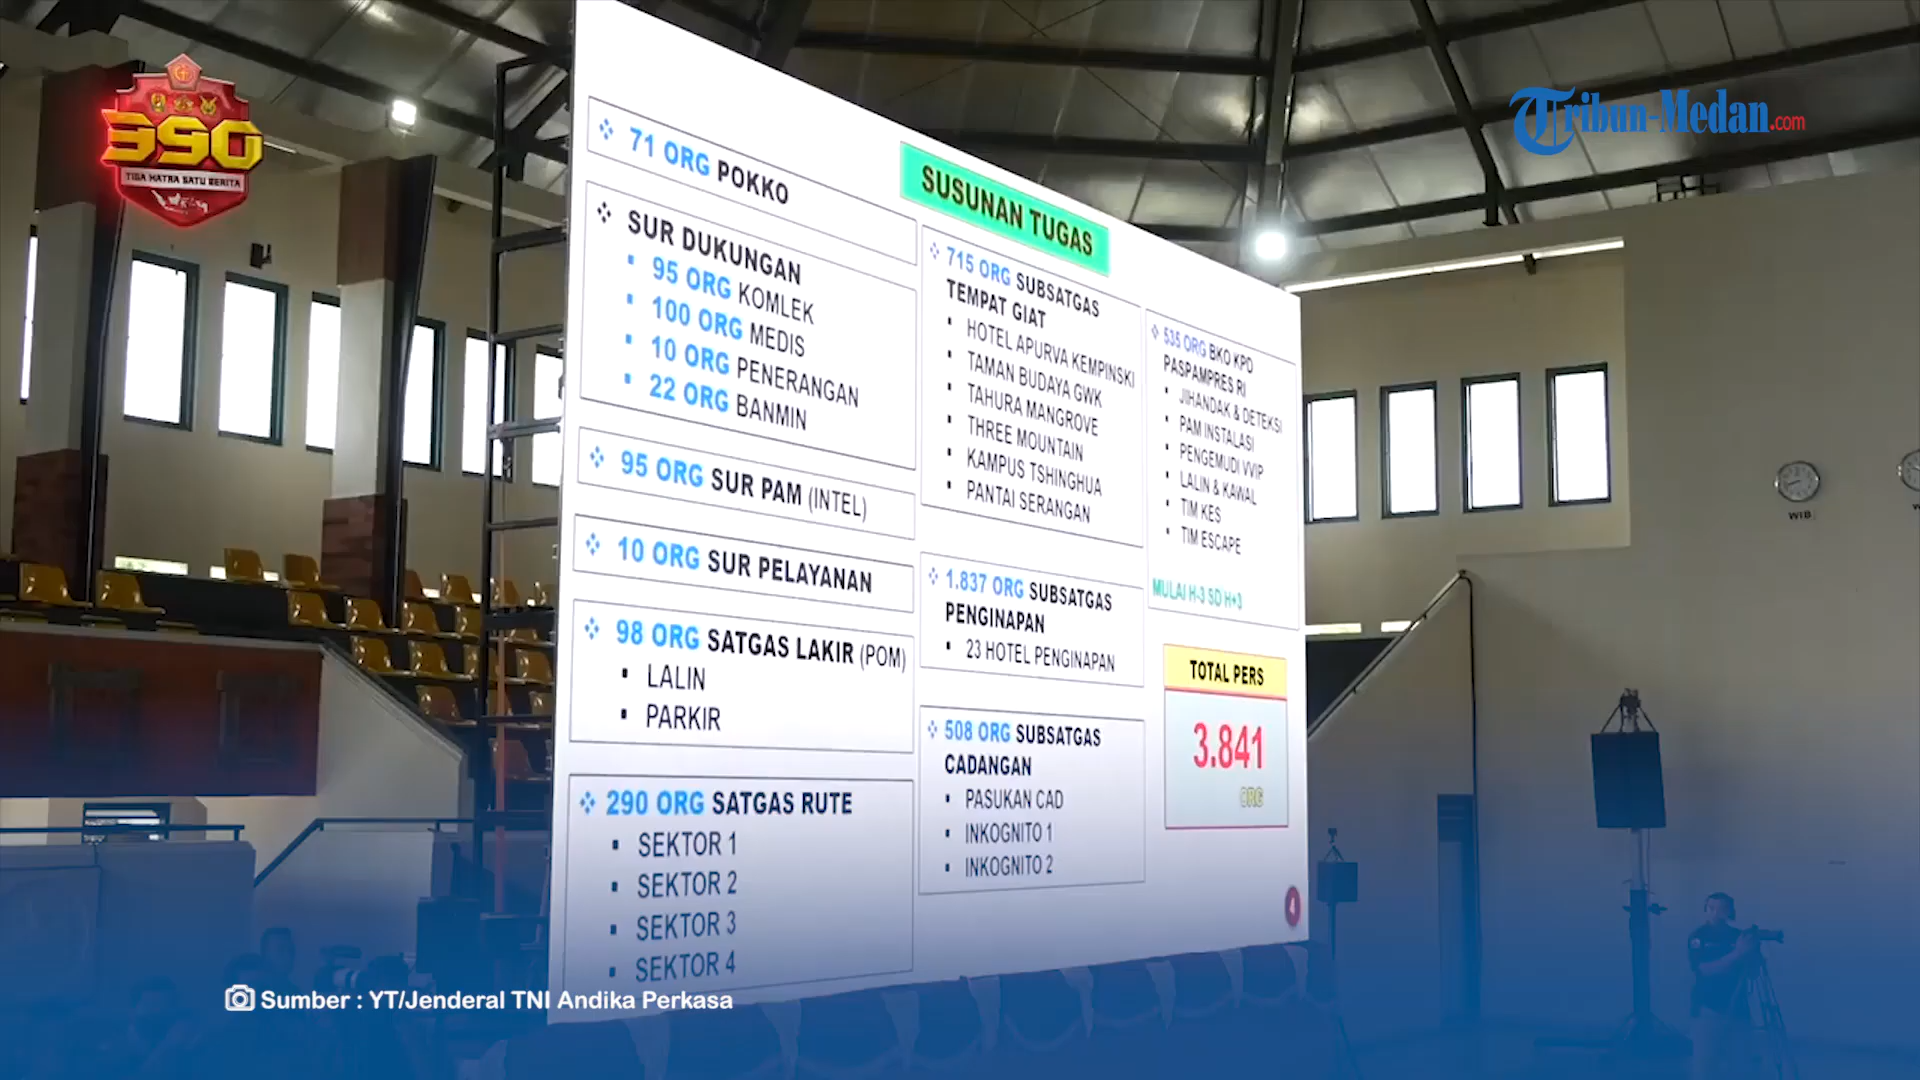 390
TIGA MATRA SATU BERITA
Tribun-Medan.com
SUSUNAN TUGAS
71 ORG POKKO
SUR DUKUNGAN
95 ORG KOMLEK
100 ORG MEDIS
10 ORG PENERANGAN
22 ORG BANMIN
95 ORG SUR PAM (INTEL)
10 ORG SUR PELAYANAN
98 ORG SATGAS LAKIR (POM)
LALIN
PARKIR
290 ORG SATGAS RUTE
SEKTOR 1
SEKTOR 2
SEKTOR 3
SEKTOR 4
715 ORG SUBSATGAS
TEMPAT GIAT
HOTEL APURVA KEMPINSKI
TAMAN BUDAYA GWK
TAHURA MANGROVE
THREE MOUNTAIN
KAMPUS TSHINGHUA
PANTAI SERANGAN
1.837 ORG SUBSATGAS
PENGINAPAN
23 HOTEL PENGINAPAN
508 ORG SUBSATGAS
CADANGAN
PASUKAN CAD
INKOGNITO 1
INKOGNITO 2
535 ORG BKO KPD
PASPAMPRES RI
JIHANDAK & DETEKSI
PAM INSTALASI
PENGEMUDI VVIP
LALIN & KAWAL
TIM KES
TIM ESCAPE
MULAI H-3 SD H+3
TOTAL PERS
3.841
ORG
4
WIB
Sumber : YT/Jenderal TNI Andika Perkasa